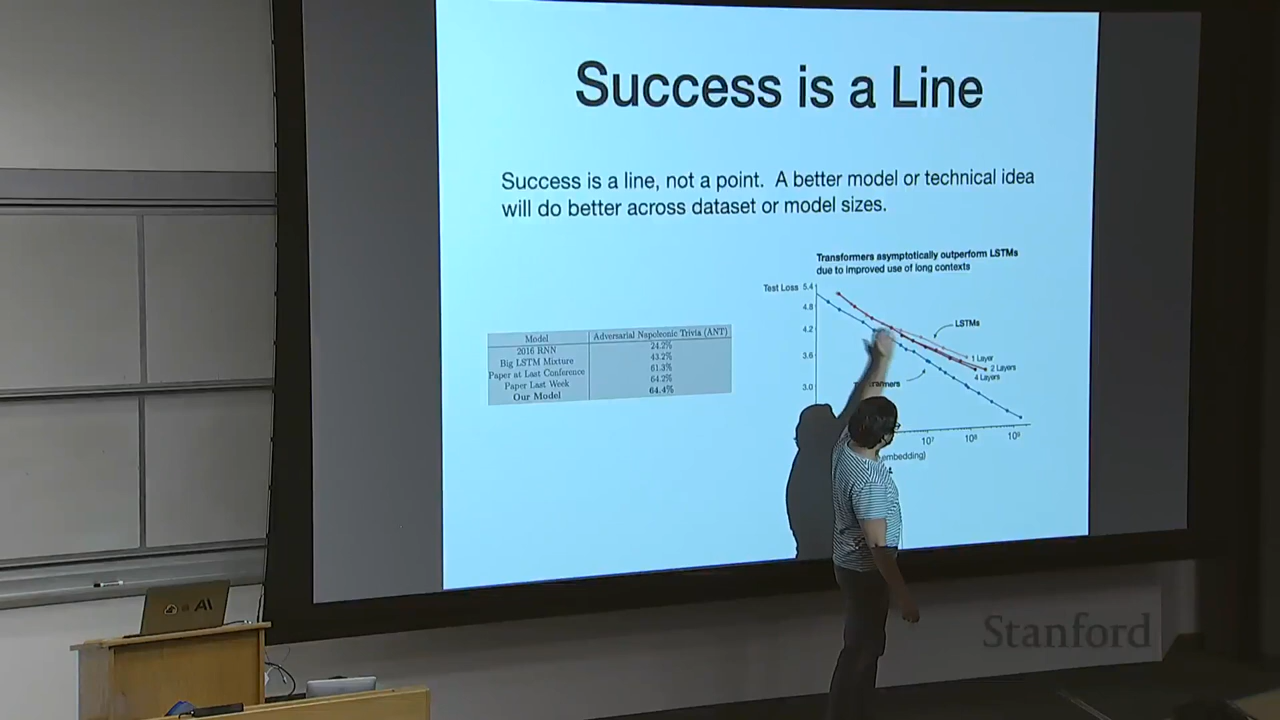 Success is a Line
Success is a line, not a point. A better model or technical idea
will do better across dataset or model sizes.
Transformers asymptotically outperform LSTMs
due to improved use of long contexts
Test Loss 5.4
4.8
4.2
3.6
3.0
LSTMs
1 Layer
2 Layers
4 Layers
10⁷ 10⁸ 10⁹
embedding)
Model Adversarial Napoleonic Trivia (ANT)
2016 RNN 24.2%
Big LSTM Mixture 43.2%
Paper at Last Conference 61.3%
Paper Last Week 64.2%
Our Model 64.4%
AI
Stanford